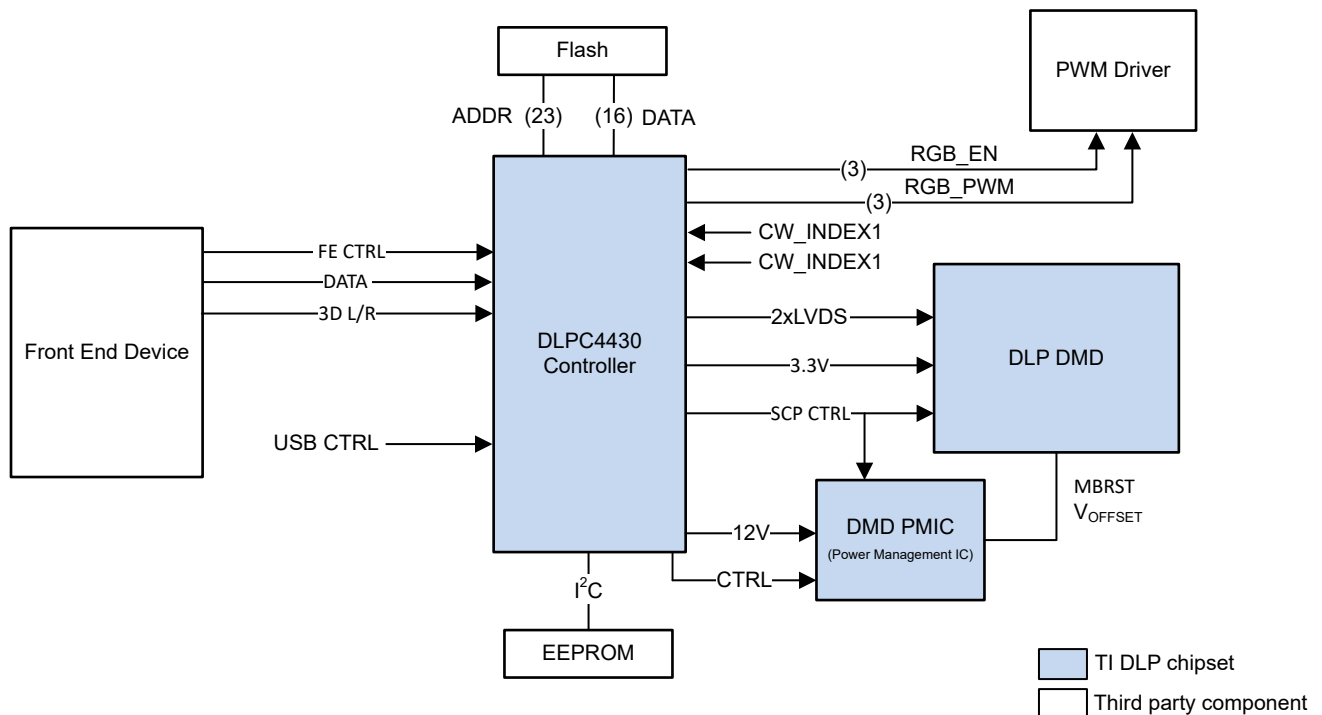 Flash
PWM Driver
ADDR (23) (16) DATA
RGB_EN
(3)
RGB_PWM
(3)
CW_INDEX1
CW_INDEX1
FE CTRL
DATA
3D L/R
Front End Device
DLPC4430
Controller
2xLVDS
3.3V
SCP CTRL
DLP DMD
USB CTRL
MBRST
VOFFSET
12V
CTRL
DMD PMIC
(Power Management IC)
I²C
EEPROM
TI DLP chipset
Third party component